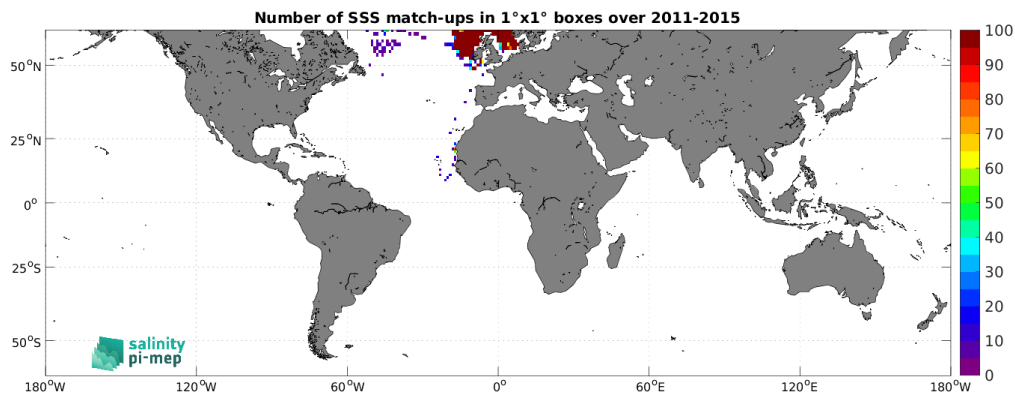 Number of SSS match-ups in 1°x1° boxes over 2011-2015
50°N
25°N
0°
25°S
50°S
180°W
120°W
60°W
0°
60°E
120°E
180°W
100
90
80
70
60
50
40
30
20
10
0
salinity
pi-mep